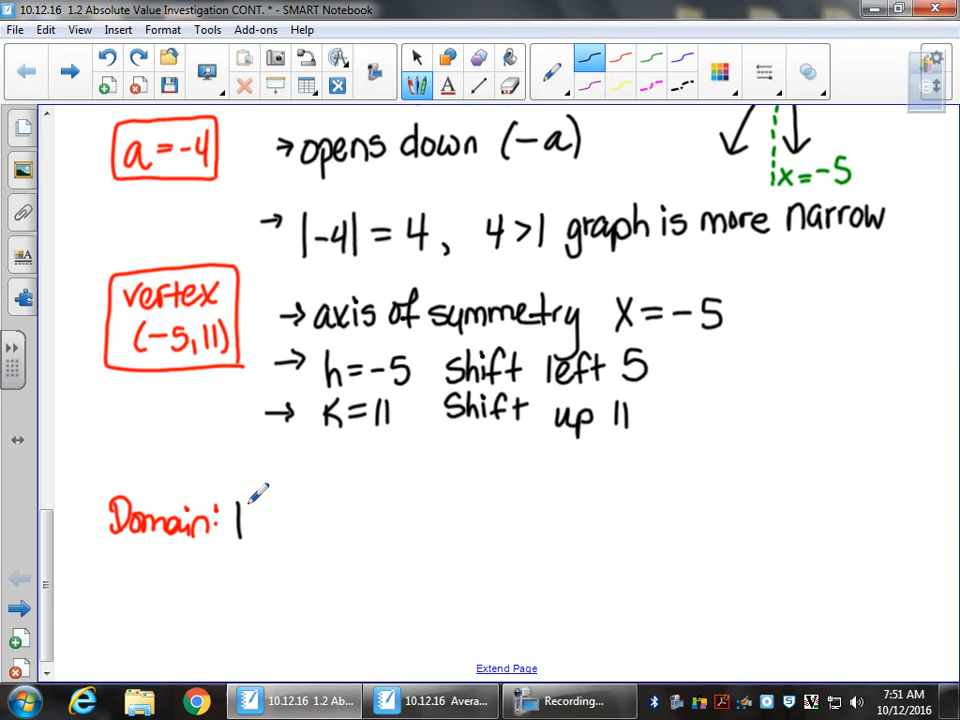 10.12.16 1.2 Absolute Value Investigation CONT. * - SMART Notebook
File Edit View Insert Format Tools Add-ons Help
a = -4
→ opens down (-a)
x = -5
→ |-4| = 4, 4 > 1 graph is more narrow
vertex
(-5, 11)
→ axis of symmetry x = -5
→ h = -5 shift left 5
→ K = 11 Shift up 11
Domain: |
Extend Page
10.12.16 1.2 Ab...
10.12.16 Avera...
Recording...
7:51 AM
10/12/2016